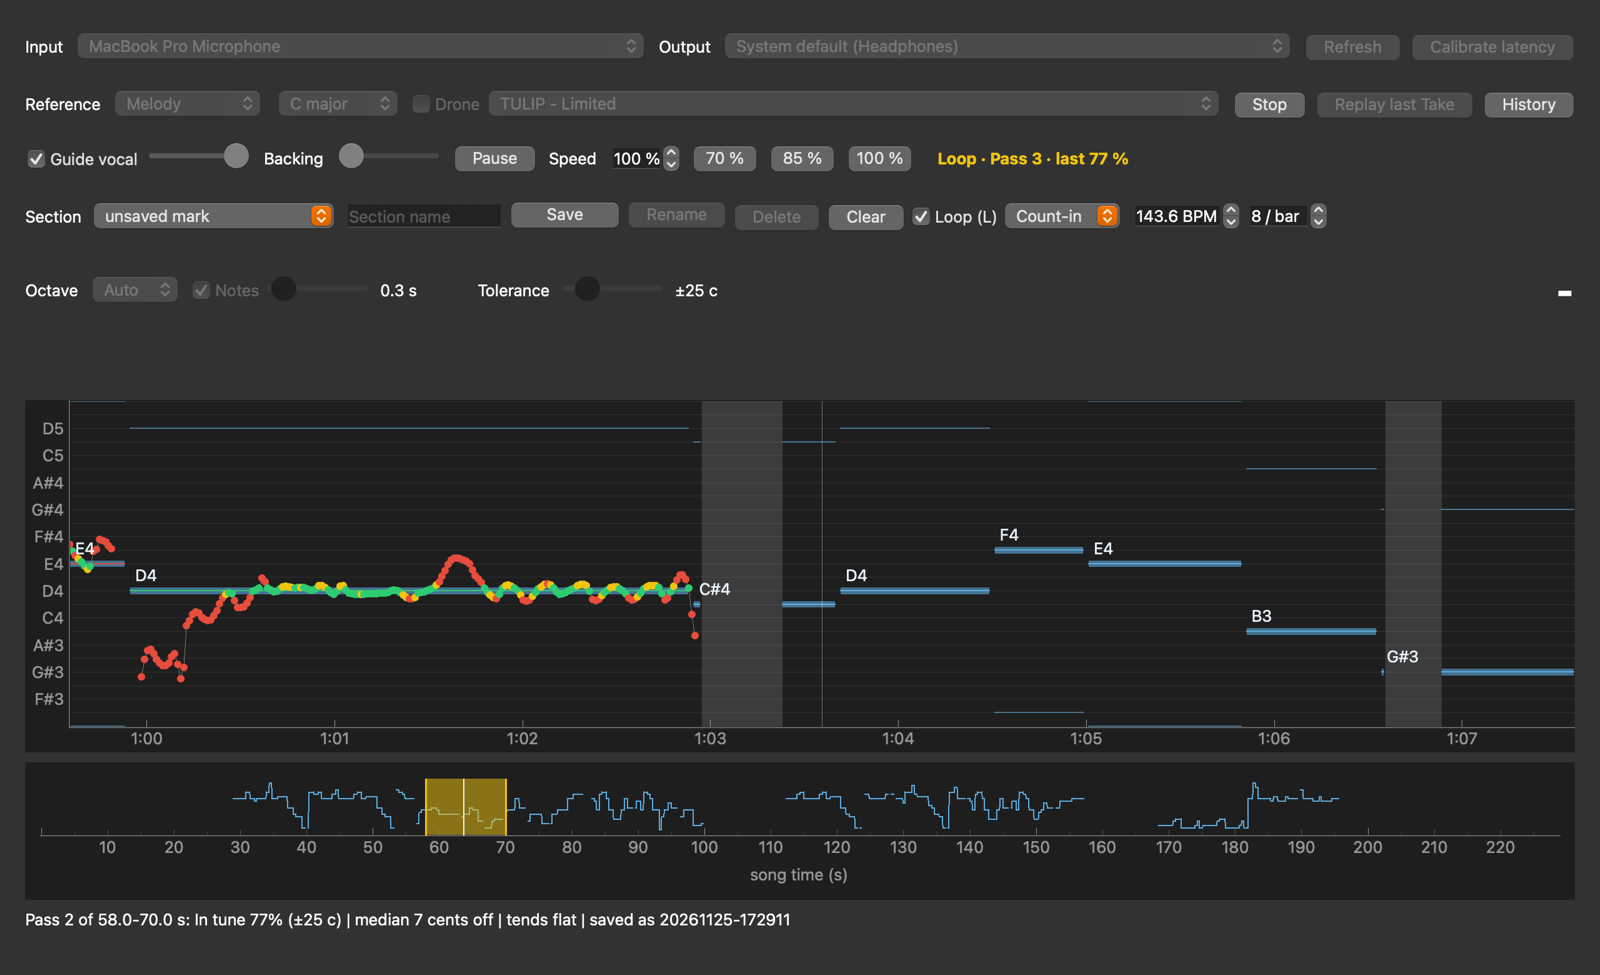 Input MacBook Pro Microphone Output System default (Headphones) Refresh Calibrate latency
Reference Melody C major Drone TULIP - Limited Stop Replay last Take History
Guide vocal Backing Pause Speed 100 % 70 % 85 % 100 % Loop · Pass 3 · last 77 %
Section unsaved mark Section name Save Rename Delete Clear Loop (L) Count-in 143.6 BPM 8 / bar
Octave Auto Notes 0.3 s Tolerance ±25 c
D5
C5
A#4
G#4
F#4 F4
E4 E4 E4
D4 D4 C#4 D4
C4 B3
A#3 G#3
G#3
F#3
1:00 1:01 1:02 1:03 1:04 1:05 1:06 1:07
10 20 30 40 50 60 70 80 90 100 110 120 130 140 150 160 170 180 190 200 210 220
song time (s)
Pass 2 of 58.0-70.0 s: In tune 77% (±25 c) | median 7 cents off | tends flat | saved as 20261125-172911